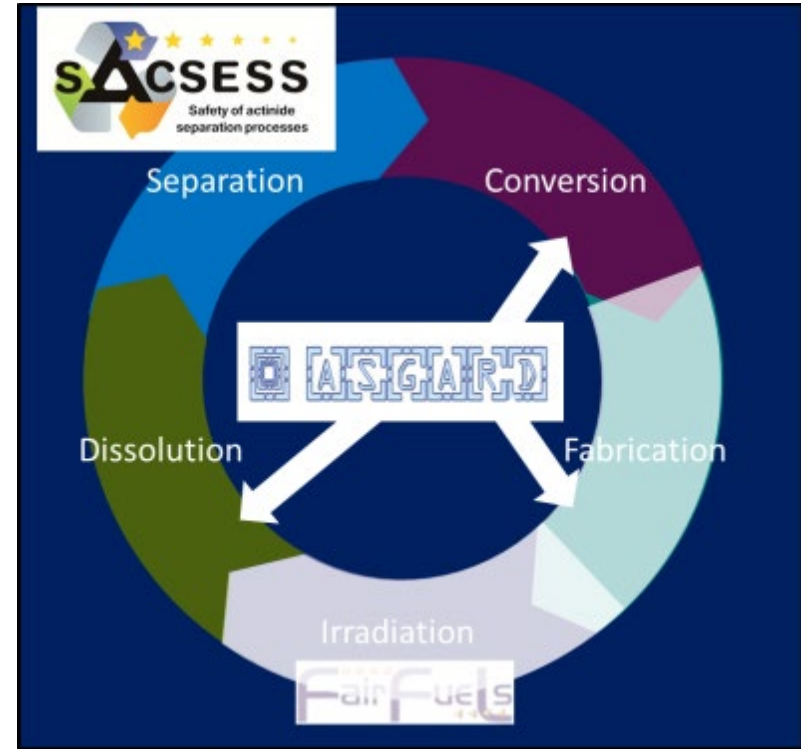 SACSESS
Safety of actinide
separation processes
Separation
Conversion
ASGARD
Dissolution
Fabrication
Irradiation
FairFuels